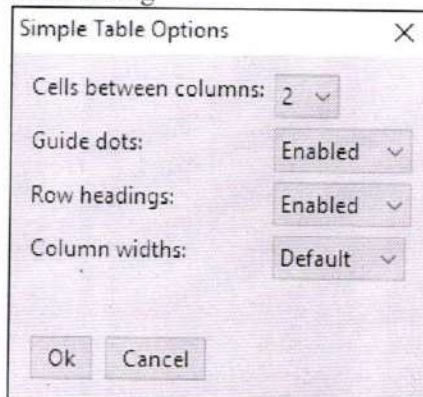 Simple Table Options
Cells between columns: 2
Guide dots: Enabled
Row headings: Enabled
Column widths: Default
Ok Cancel